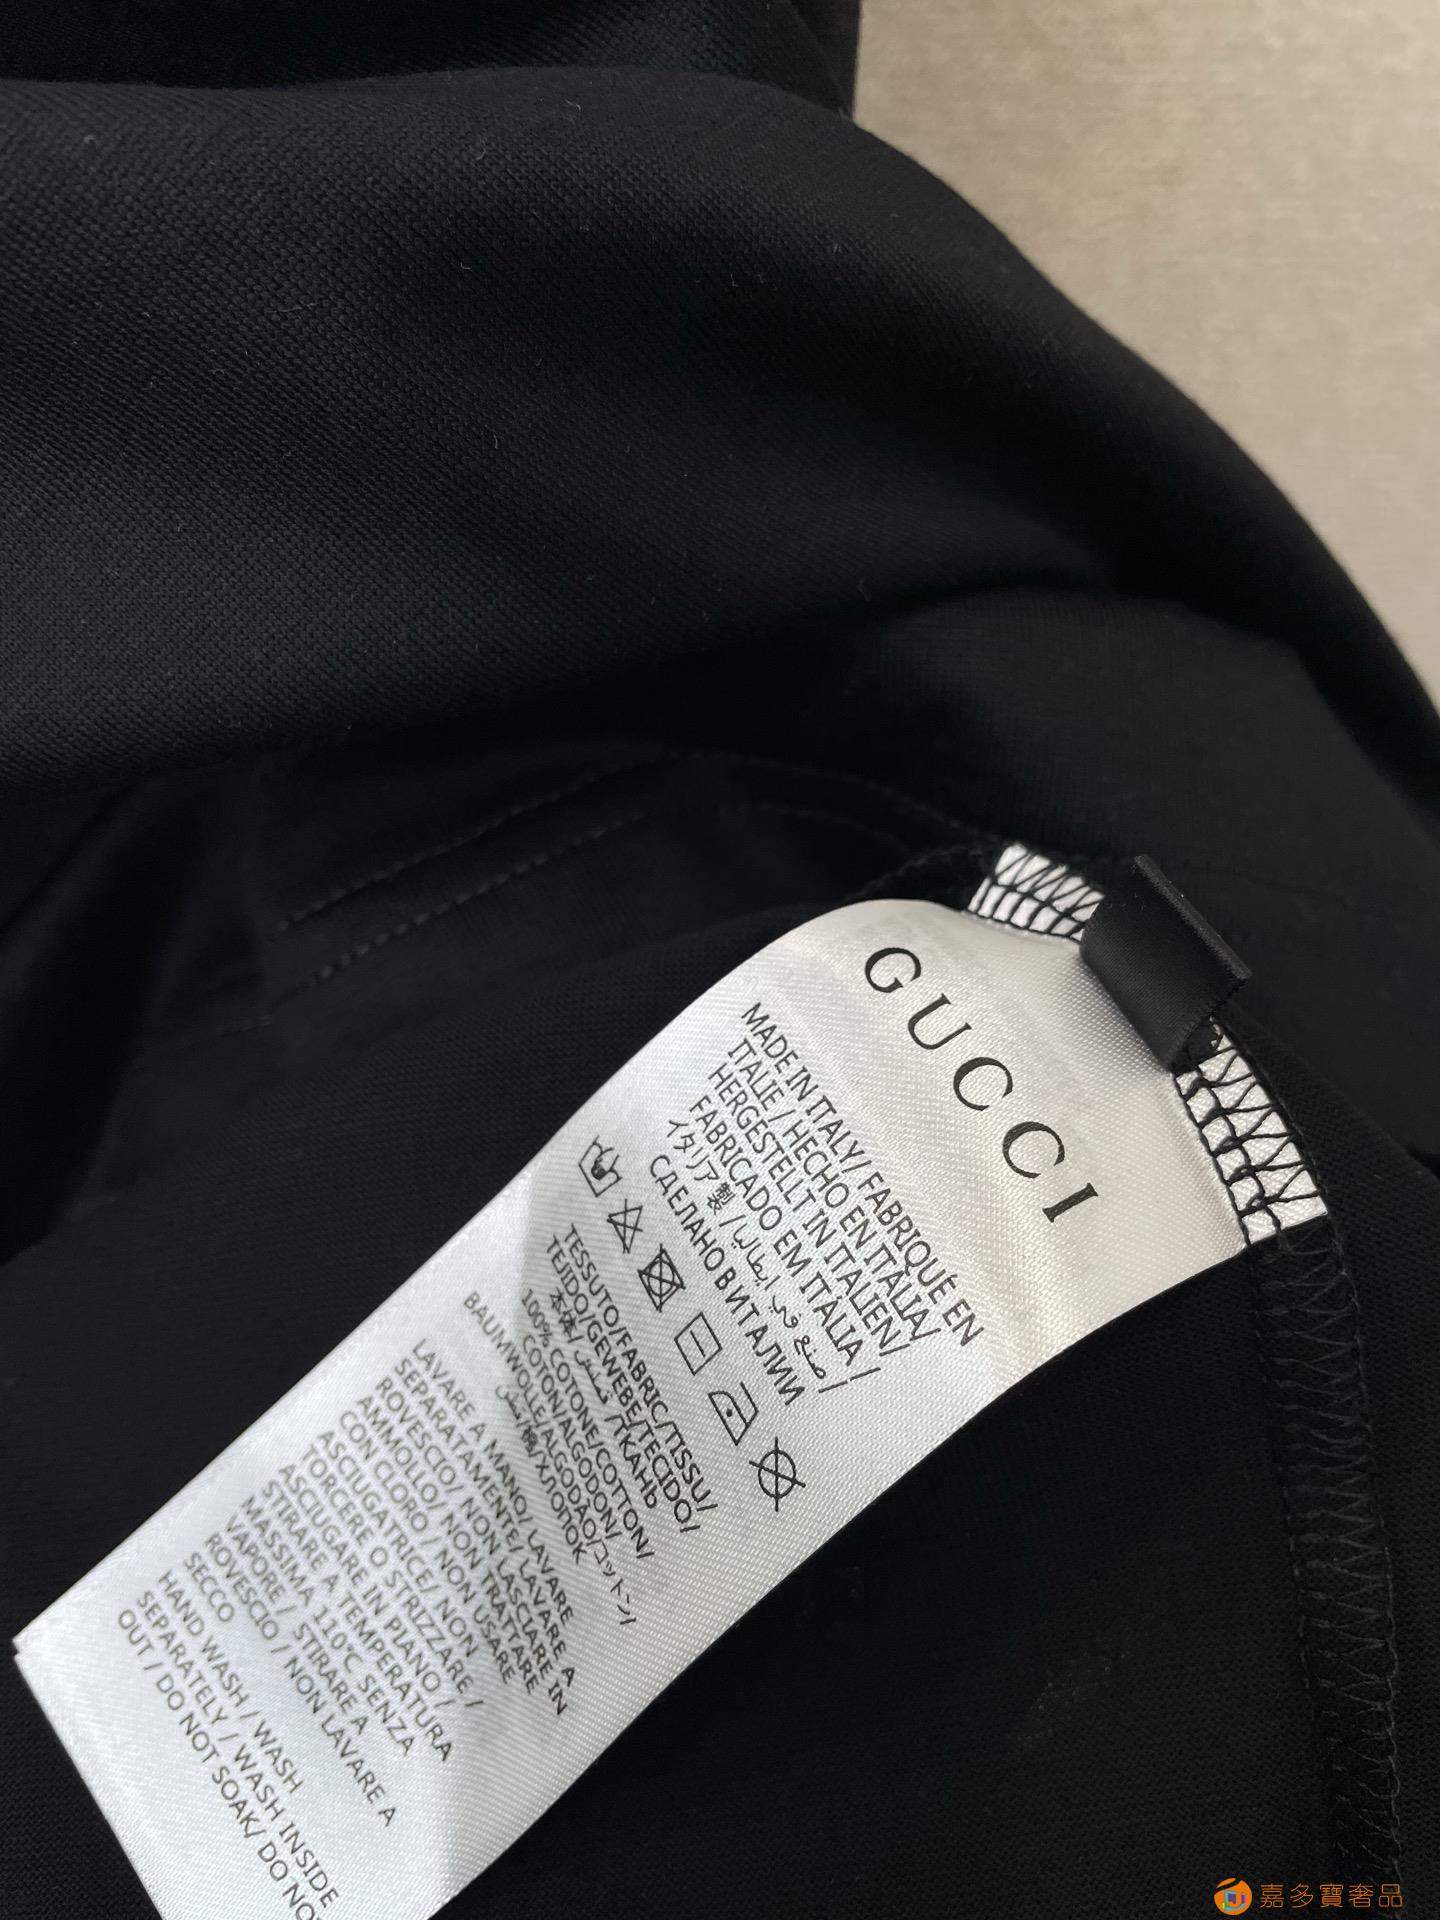 GUCCI
MADE IN ITALY/ FABRIQUÉ EN
ITALIE / HECHO EN ITALIA/
HERGESTELLT IN ITALIEN/
FABRICADO EM ITÁLIA /
イタリア製 / صنع في ايطاليا /
СДЕЛАНО В ИТАЛИИ
TESSUTO/FABRIC/TISSU/
TEJIDO/GEWEBE/TECIDO/
本体/ قماش /ТКАНЬ
100% COTONE/COTTON/
COTON/ALGODON/
BAUMWOLLE/ALGODÃO/コットン/
棉/ХЛОПОК
LAVARE A MANO/ LAVARE
SEPARATAMENTE/ LAVARE A
ROVESCIO/ NON LASCIARE IN
AMMOLLO/ NON TRATTARE
CON CLORO / NON USARE
ASCIUGATRICE/ NON
TORCERE O STRIZZARE /
ASCIUGARE IN PIANO /
STIRARE A TEMPERATURA
MASSIMA 110°C SENZA
VAPORE / STIRARE A
ROVESCIO / NON LAVARE A
SECCO
HAND WASH / WASH
SEPARATELY / WASH INSIDE
OUT / DO NOT SOAK/ DO NO
嘉多寶奢品